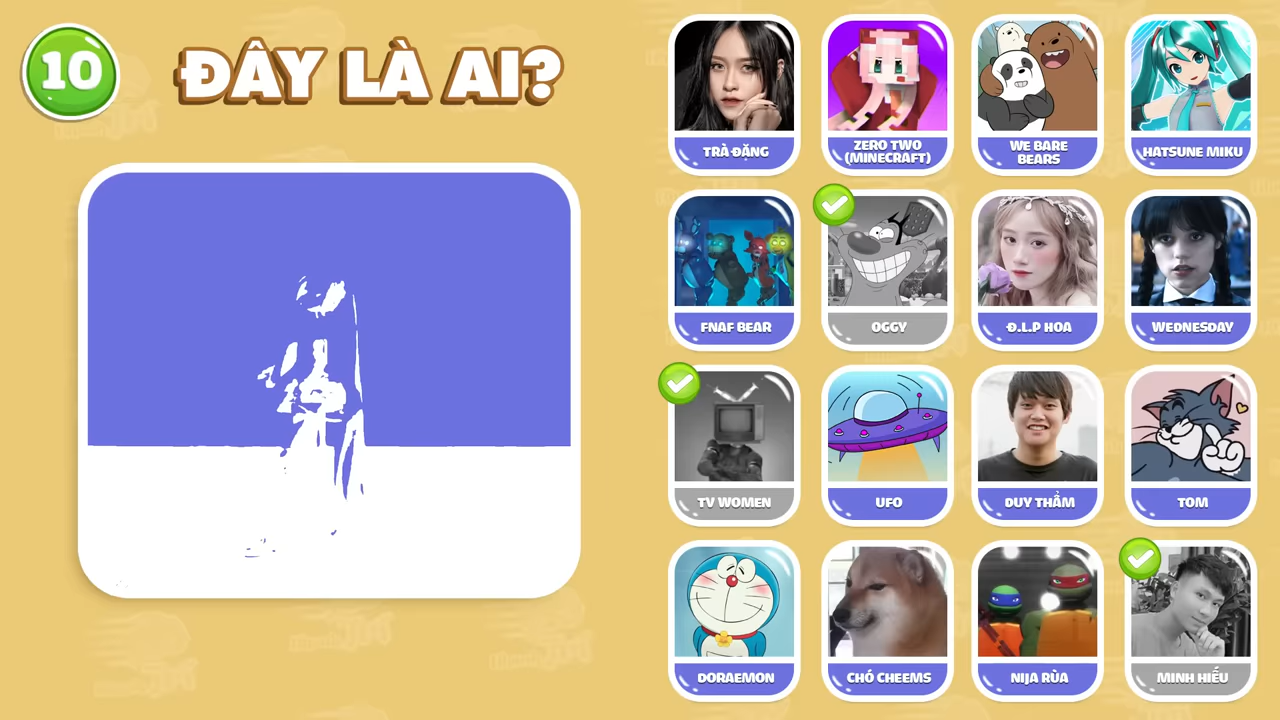 10
ĐÂY LÀ AI?
TRÀ ĐẶNG
ZERO TWO
(MINECRAFT)
WE BARE
BEARS
HATSUNE MIKU
FNAF BEAR
OGGY
Đ.L.P HOA
WEDNESDAY
TV WOMEN
UFO
DUY THẨM
TOM
DORAEMON
CHÓ CHEEMS
NIJA RÙA
MINH HIẾU